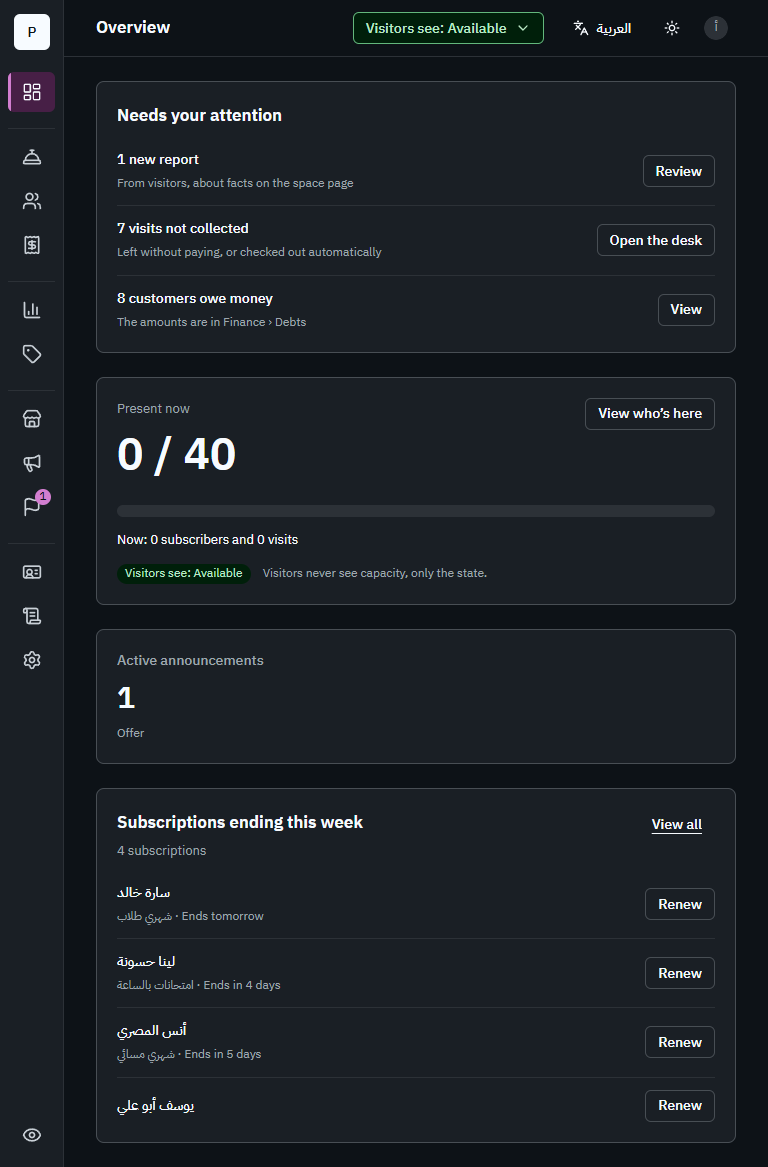 P
Overview
Visitors see: Available
العربية
Needs your attention
1 new report
From visitors, about facts on the space page
Review
7 visits not collected
Left without paying, or checked out automatically
Open the desk
8 customers owe money
The amounts are in Finance › Debts
View
Present now
View who’s here
0 / 40
Now: 0 subscribers and 0 visits
Visitors see: Available
Visitors never see capacity, only the state.
1
Active announcements
1
Offer
Subscriptions ending this week
View all
4 subscriptions
سارة خالد
شهري طلاب · Ends tomorrow
Renew
لينا حسونة
امتحانات بالساعة · Ends in 4 days
Renew
أنس المصري
شهري مسائي · Ends in 5 days
Renew
يوسف أبو علي
Renew